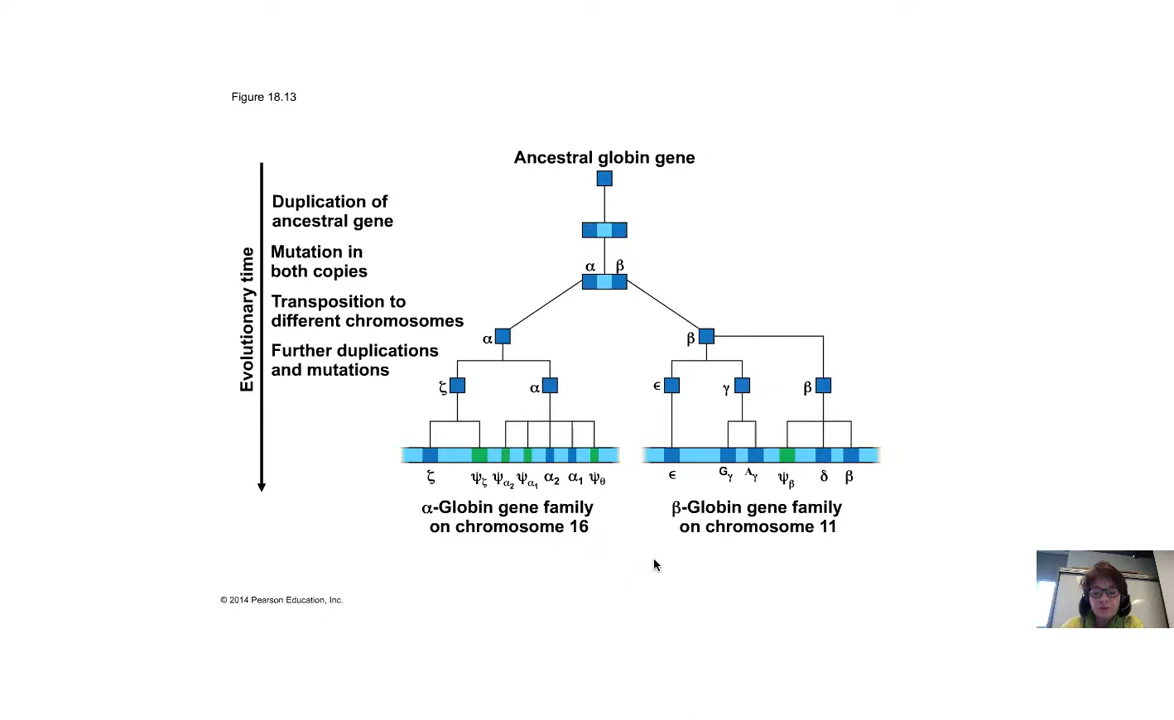 Figure 18.13
Ancestral globin gene
Duplication of
ancestral gene
Mutation in
both copies
Transposition to
different chromosomes
Further duplications
and mutations
Evolutionary time
α β
α β
ζ α ϵ γ β
ζ ψζ ψα2 ψα1 α2 α1 ψθ ϵ Gγ Aγ ψβ δ β
α-Globin gene family
on chromosome 16
β-Globin gene family
on chromosome 11
© 2014 Pearson Education, Inc.